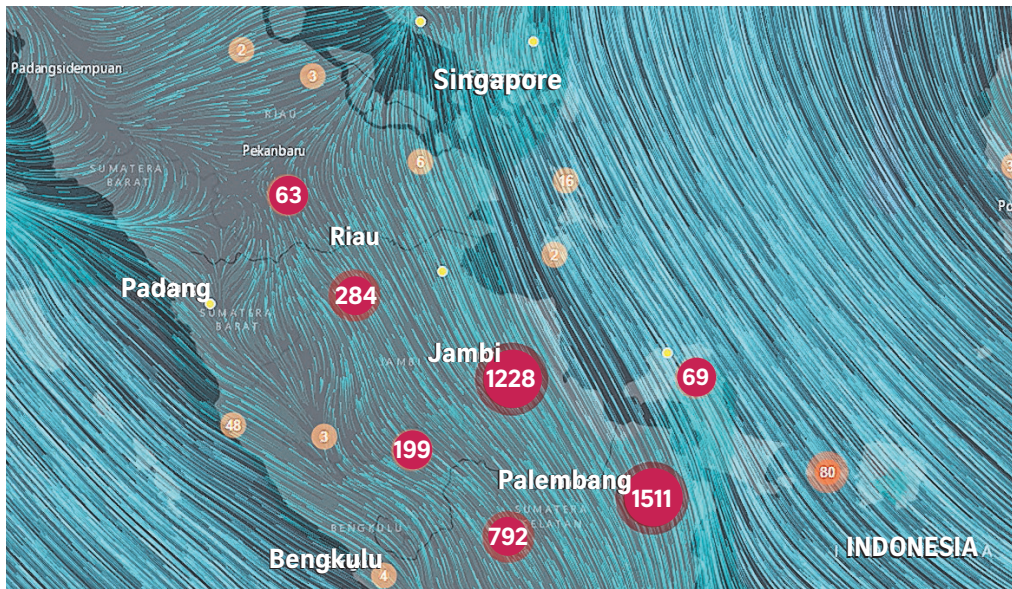 2
Padangsidempuan
3
Singapore
RIAU
Pekanbaru
6
SUMATERA
BARAT
16
3
63
Riau
2
Padang
284
SUMATERA
BARAT
Jambi
JAMBI
1228
69
48
3
199
Palembang
80
1511
SUMATERA
SELATAN
BENGKULU
792
INDONESIA
Bengkulu
4